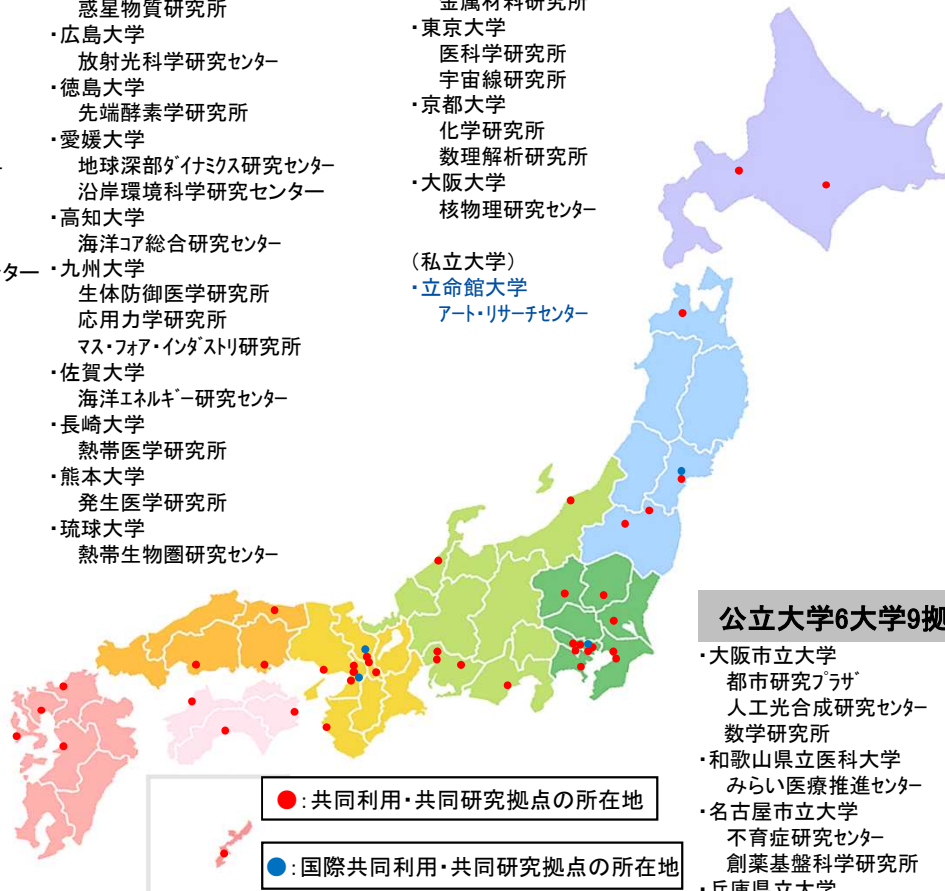 惑星物質研究所
・広島大学
放射光科学研究ｾﾝﾀｰ
・徳島大学
先端酵素学研究所
・愛媛大学
地球深部ﾀﾞｲﾅﾐｸｽ研究ｾﾝﾀｰ
沿岸環境科学研究センター
・高知大学
海洋ｺｱ総合研究ｾﾝﾀｰ
ター
・九州大学
生体防御医学研究所
応用力学研究所
ﾏｽ・ﾌｫｱ・ｲﾝﾀﾞｽﾄﾘ研究所
・佐賀大学
海洋ｴﾈﾙｷﾞｰ研究ｾﾝﾀｰ
・長崎大学
熱帯医学研究所
・熊本大学
発生医学研究所
・琉球大学
熱帯生物圏研究ｾﾝﾀｰ
金属材料研究所
・東京大学
医科学研究所
宇宙線研究所
・京都大学
化学研究所
数理解析研究所
・大阪大学
核物理研究ｾﾝﾀｰ
（私立大学）
・立命館大学
ｱｰﾄ・ﾘｻｰﾁｾﾝﾀｰ
：共同利用・共同研究拠点の所在地
：国際共同利用・共同研究拠点の所在地
公立大学6大学9拠
・大阪市立大学
都市研究ﾌﾟﾗｻﾞ
人工光合成研究ｾﾝﾀｰ
数学研究所
・和歌山県立医科大学
みらい医療推進ｾﾝﾀｰ
・名古屋市立大学
不育症研究ｾﾝﾀｰ
創薬基盤科学研究所
・兵庫県立大学